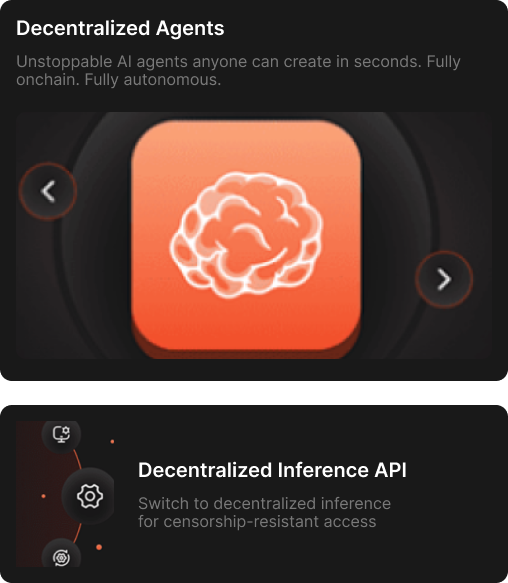 Decentralized Agents
Unstoppable AI agents anyone can create in seconds. Fully
onchain. Fully autonomous.
Decentralized Inference API
Switch to decentralized inference
for censorship-resistant access